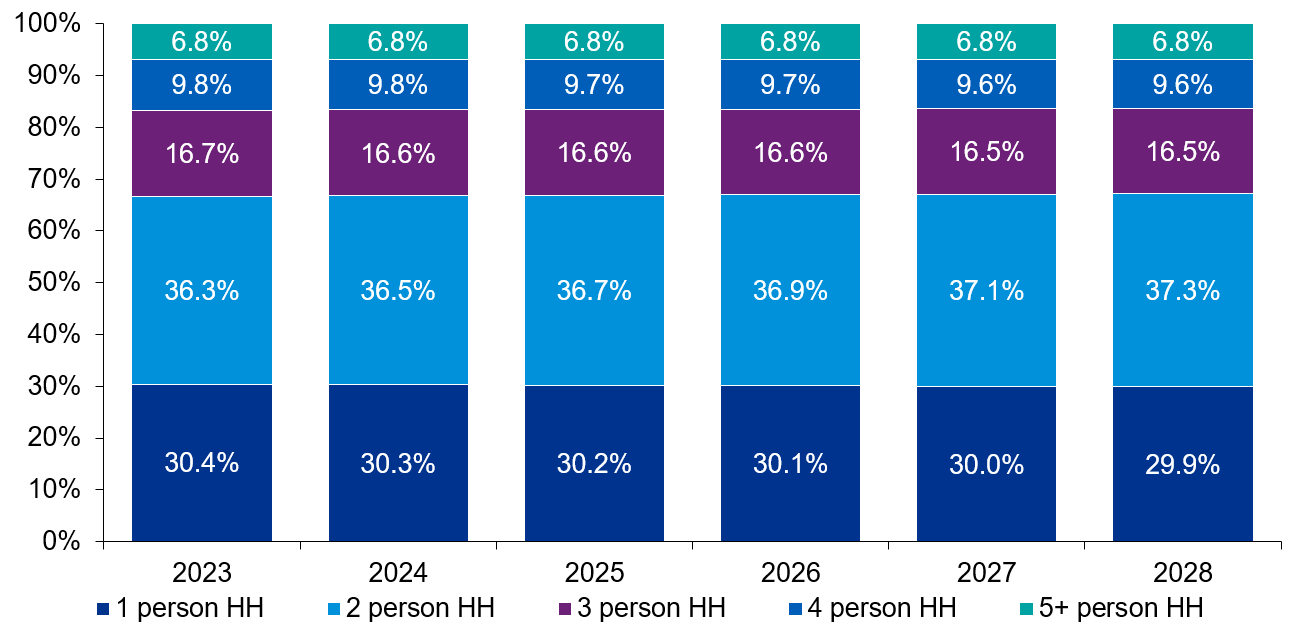 100%
90%
80%
70%
60%
50%
40%
30%
20%
10%
0%
6.8% 6.8% 6.8% 6.8% 6.8% 6.8%
9.8% 9.8% 9.7% 9.7% 9.6% 9.6%
16.7% 16.6% 16.6% 16.6% 16.5% 16.5%
36.3% 36.5% 36.7% 36.9% 37.1% 37.3%
30.4% 30.3% 30.2% 30.1% 30.0% 29.9%
2023 2024 2025 2026 2027 2028
1 person HH 2 person HH 3 person HH 4 person HH 5+ person HH